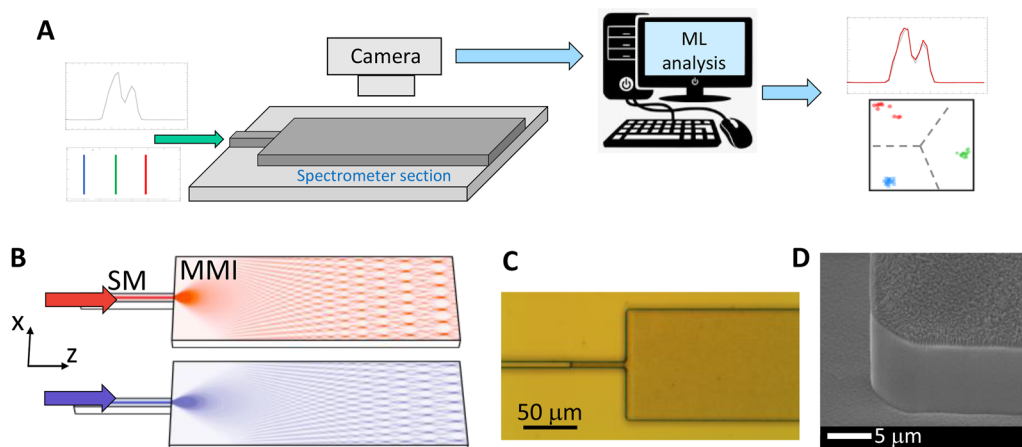 A
Camera
ML
analysis
Spectrometer section
B
SM
MMI
X
Z
C
50 μm
D
5 μm